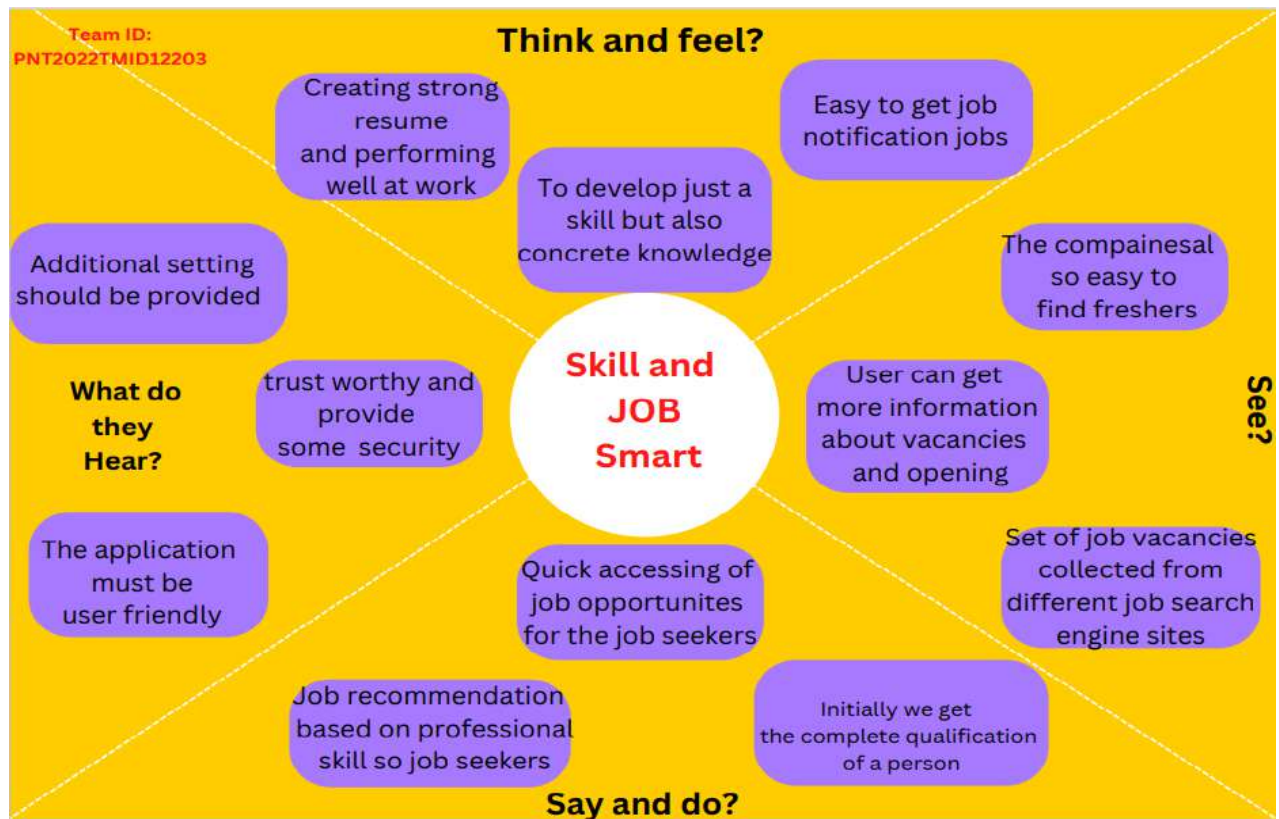 Team ID:
PNT2022TMID12203
Think and feel?
Creating strong
resume
and performing
well at work
To develop just a
skill but also
concrete knowledge
Easy to get job
notification jobs
Additional setting
should be provided
What do
they
Hear?
trust worthy and
provide
some security
The application
must be
user friendly
Skill and
JOB
Smart
The compainesal
so easy to
find freshers
User can get
more information
about vacancies
and opening
See?
Set of job vacancies
collected from
different job search
engine sites
Quick accessing of
job opportunites
for the job seekers
Job recommendation
based on professional
skill so job seekers
Initially we get
the complete qualification
of a person
Say and do?